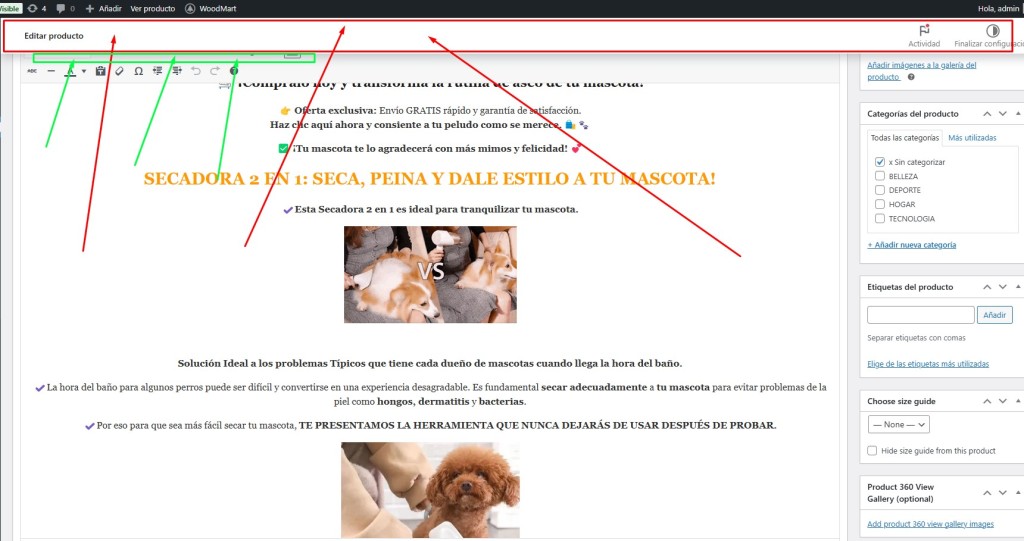 Visible
4
0
Añadir
Ver producto
WoodMart
Hola, admin
Editar producto
Actividad
Finalizar configuració
ABC
A
Ω
¡Cómpralo hoy y transforma la rutina de aseo de tu mascota!
👉 Oferta exclusiva: Envío GRATIS rápido y garantía de satisfacción.
Haz clic aquí ahora y consiente a tu peludo como se merece. 🛍️ 🐾
✅ ¡Tu mascota te lo agradecerá con más mimos y felicidad! 💕
SECADORA 2 EN 1: SECA, PEINA Y DALE ESTILO A TU MASCOTA!
✔ Esta Secadora 2 en 1 es ideal para tranquilizar tu mascota.
VS
Solución Ideal a los problemas Típicos que tiene cada dueño de mascotas cuando llega la hora del baño.
✔ La hora del baño para algunos perros puede ser difícil y convertirse en una experiencia desagradable. Es fundamental secar adecuadamente a tu mascota para evitar problemas de la
piel como hongos, dermatitis y bacterias.
✔ Por eso para que sea más fácil secar tu mascota, TE PRESENTAMOS LA HERRAMIENTA QUE NUNCA DEJARÁS DE USAR DESPUÉS DE PROBAR.
Añadir imágenes a la galería del
producto
Categorías del producto
Todas las categorías
Más utilizadas
x Sin categorizar
BELLEZA
DEPORTE
HOGAR
TECNOLOGIA
+ Añadir nueva categoría
Etiquetas del producto
Añadir
Separar etiquetas con comas
Elige de las etiquetas más utilizadas
Choose size guide
— None —
Hide size guide from this product
Product 360 View
Gallery (optional)
Add product 360 view gallery images